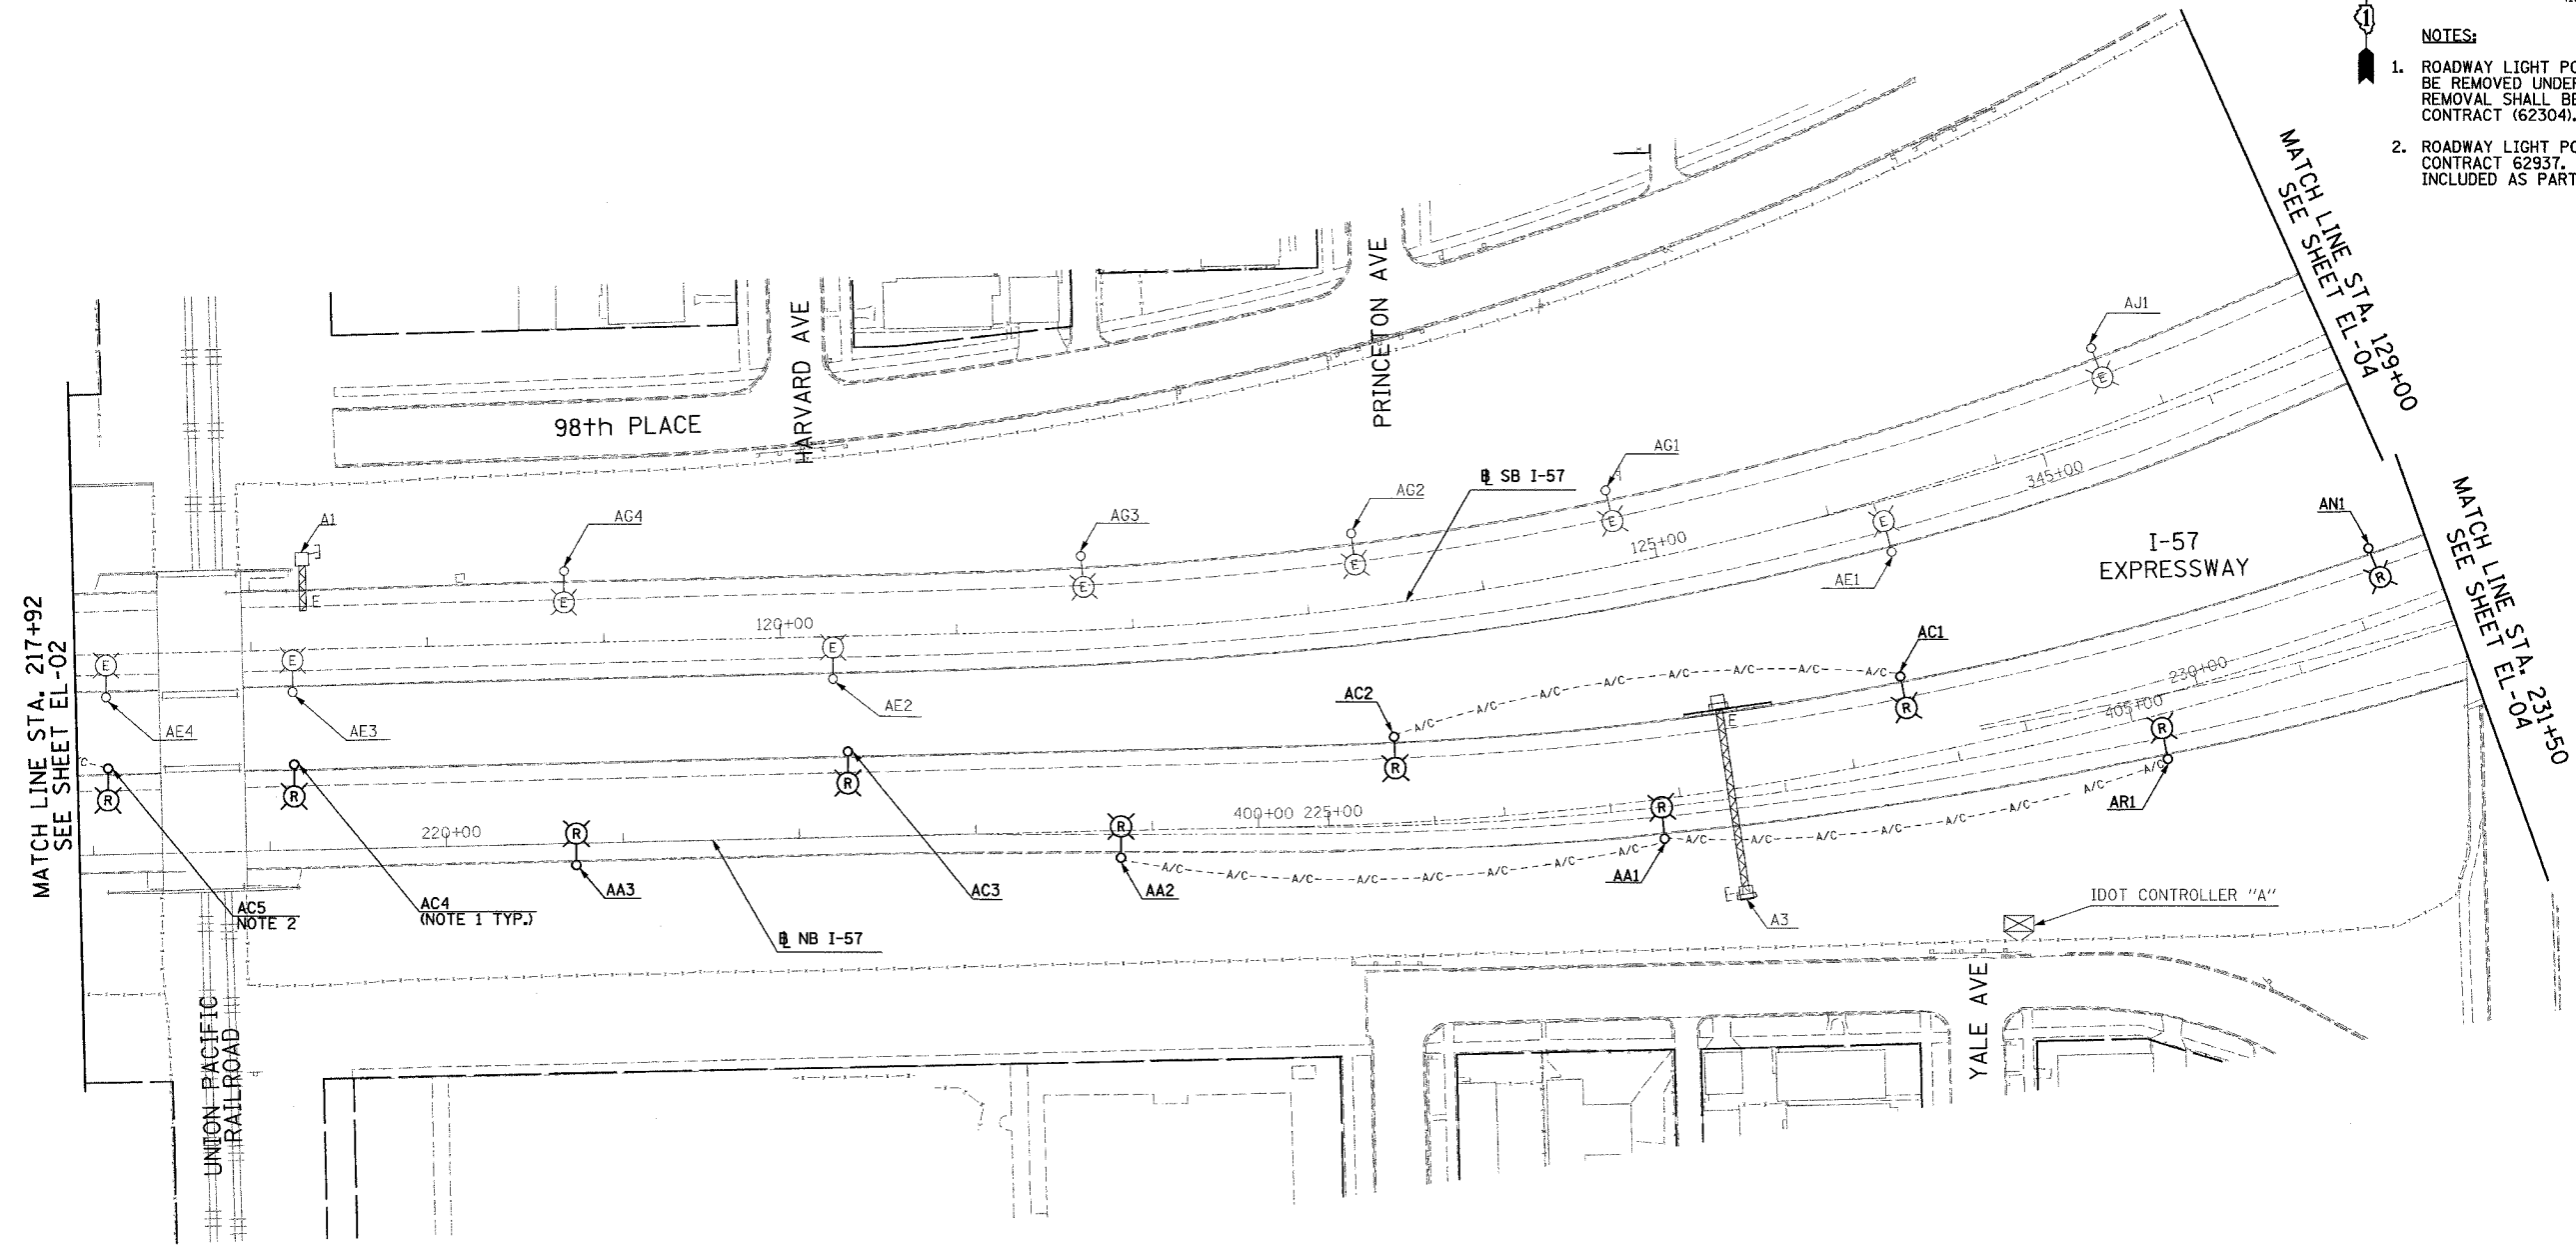 NOTES:
1. ROADWAY LIGHT PO
BE REMOVED UNDER
REMOVAL SHALL BE
CONTRACT (62304).
2. ROADWAY LIGHT PO
CONTRACT 62937.
INCLUDED AS PART
MATCH LINE STA. 129+00
SEE SHEET EL-04
HARVARD AVE
PRINCETON AVE
98th PLACE
AJ1
AG1
AG2
AG3
AG4
A1
E
E
E
E
E
E
SB I-57
345+00
125+00
120+00
E
AE1
AN1
R
I-57
EXPRESSWAY
MATCH LINE STA. 231+50
SEE SHEET EL-04
MATCH LINE STA. 217+92
SEE SHEET EL-02
E
E
E
AE4
AE3
AE2
AC2
A/C A/C A/C A/C A/C A/C A/C A/C
AC1
R
R
E
230+00
405+00
R
R
R
R
220+00
R
R
400+00 225+00
R
A/C A/C A/C A/C A/C A/C A/C A/C
A/C A/C A/C A/C A/C A/C A/C A/C
AR1
AC5
NOTE 2
AC4
(NOTE 1 TYP.)
AA3
AC3
AA2
AA1
E
A3
NB I-57
IDOT CONTROLLER "A"
YALE AVE
UNION PACIFIC
RAILROAD